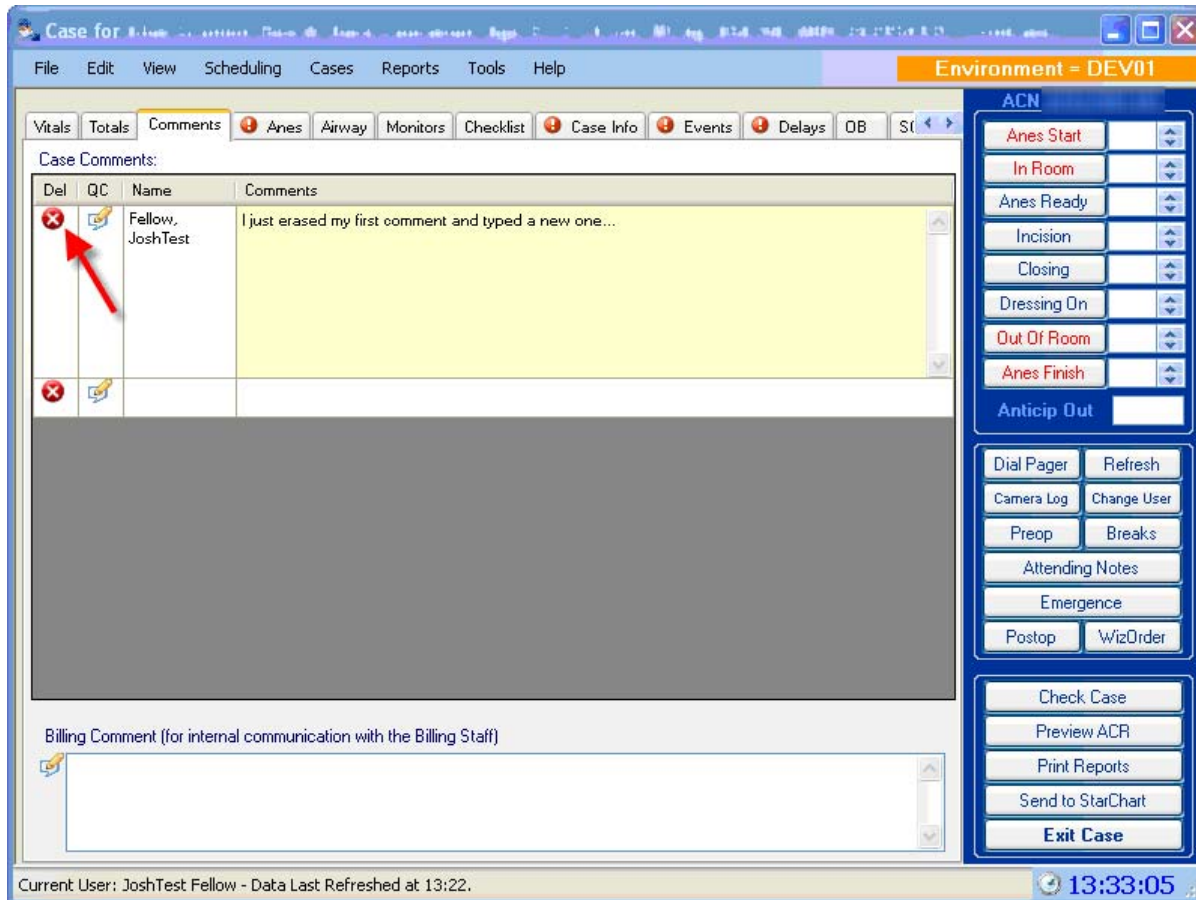 Case for
File Edit View Scheduling Cases Reports Tools Help
Environment = DEV01
Vitals Totals Comments Anes Airway Monitors Checklist Case Info Events Delays OB
Case Comments:
Del QC Name Comments
Fellow, JoshTest
I just erased my first comment and typed a new one...
Billing Comment (for internal communication with the Billing Staff)
ACN
Anes Start
In Room
Anes Ready
Incision
Closing
Dressing On
Out Of Room
Anes Finish
Anticip Out
Dial Pager Refresh
Camera Log Change User
Preop Breaks
Attending Notes
Emergence
Postop WizOrder
Check Case
Preview ACR
Print Reports
Send to StarChart
Exit Case
Current User: JoshTest Fellow - Data Last Refreshed at 13:22.
13:33:05